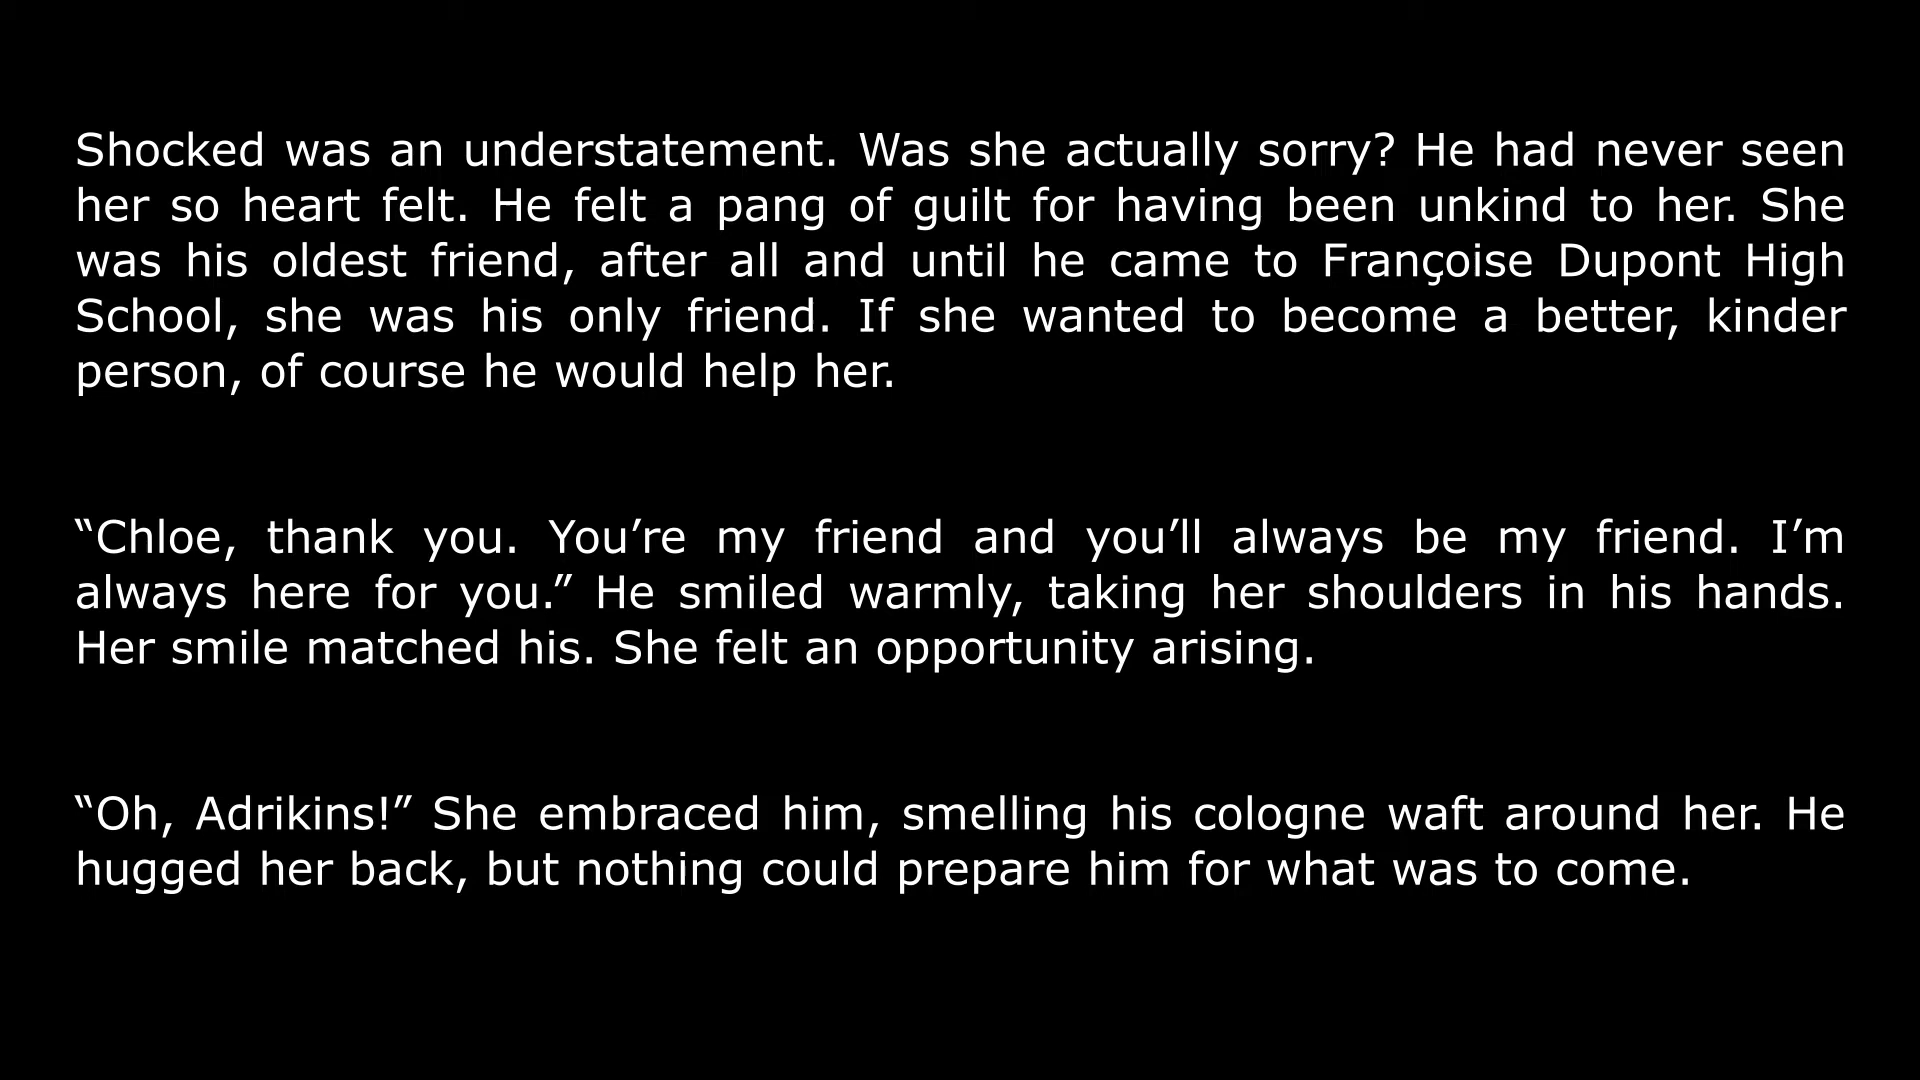 Shocked was an understatement. Was she actually sorry? He had never seen
her so heart felt. He felt a pang of guilt for having been unkind to her. She
was his oldest friend, after all and until he came to Françoise Dupont High
School, she was his only friend. If she wanted to become a better, kinder
person, of course he would help her.
“Chloe, thank you. You’re my friend and you’ll always be my friend. I’m
always here for you.” He smiled warmly, taking her shoulders in his hands.
Her smile matched his. She felt an opportunity arising.
“Oh, Adrikins!” She embraced him, smelling his cologne waft around her. He
hugged her back, but nothing could prepare him for what was to come.